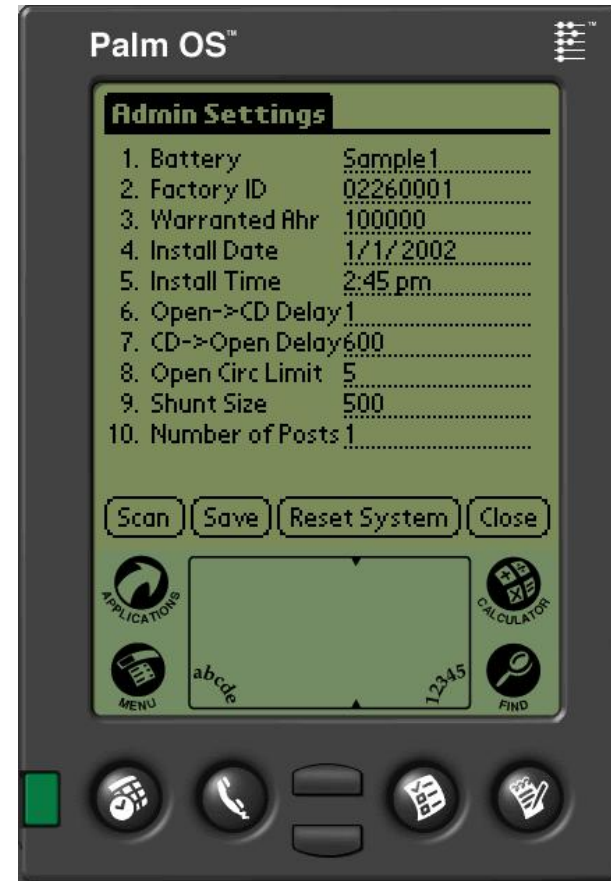 Palm OS™
™
Admin Settings
1. Battery Sample1
2. Factory ID 02260001
3. Warranted Ahr 100000
4. Install Date 1/1/2002
5. Install Time 2:45 pm
6. Open->CD Delay 1
7. CD->Open Delay 600
8. Open Circ Limit 5
9. Shunt Size 500
10. Number of Posts 1
Scan Save Reset System Close
APPLICATIONS CALCULATOR
abcde 12345
MENU FIND